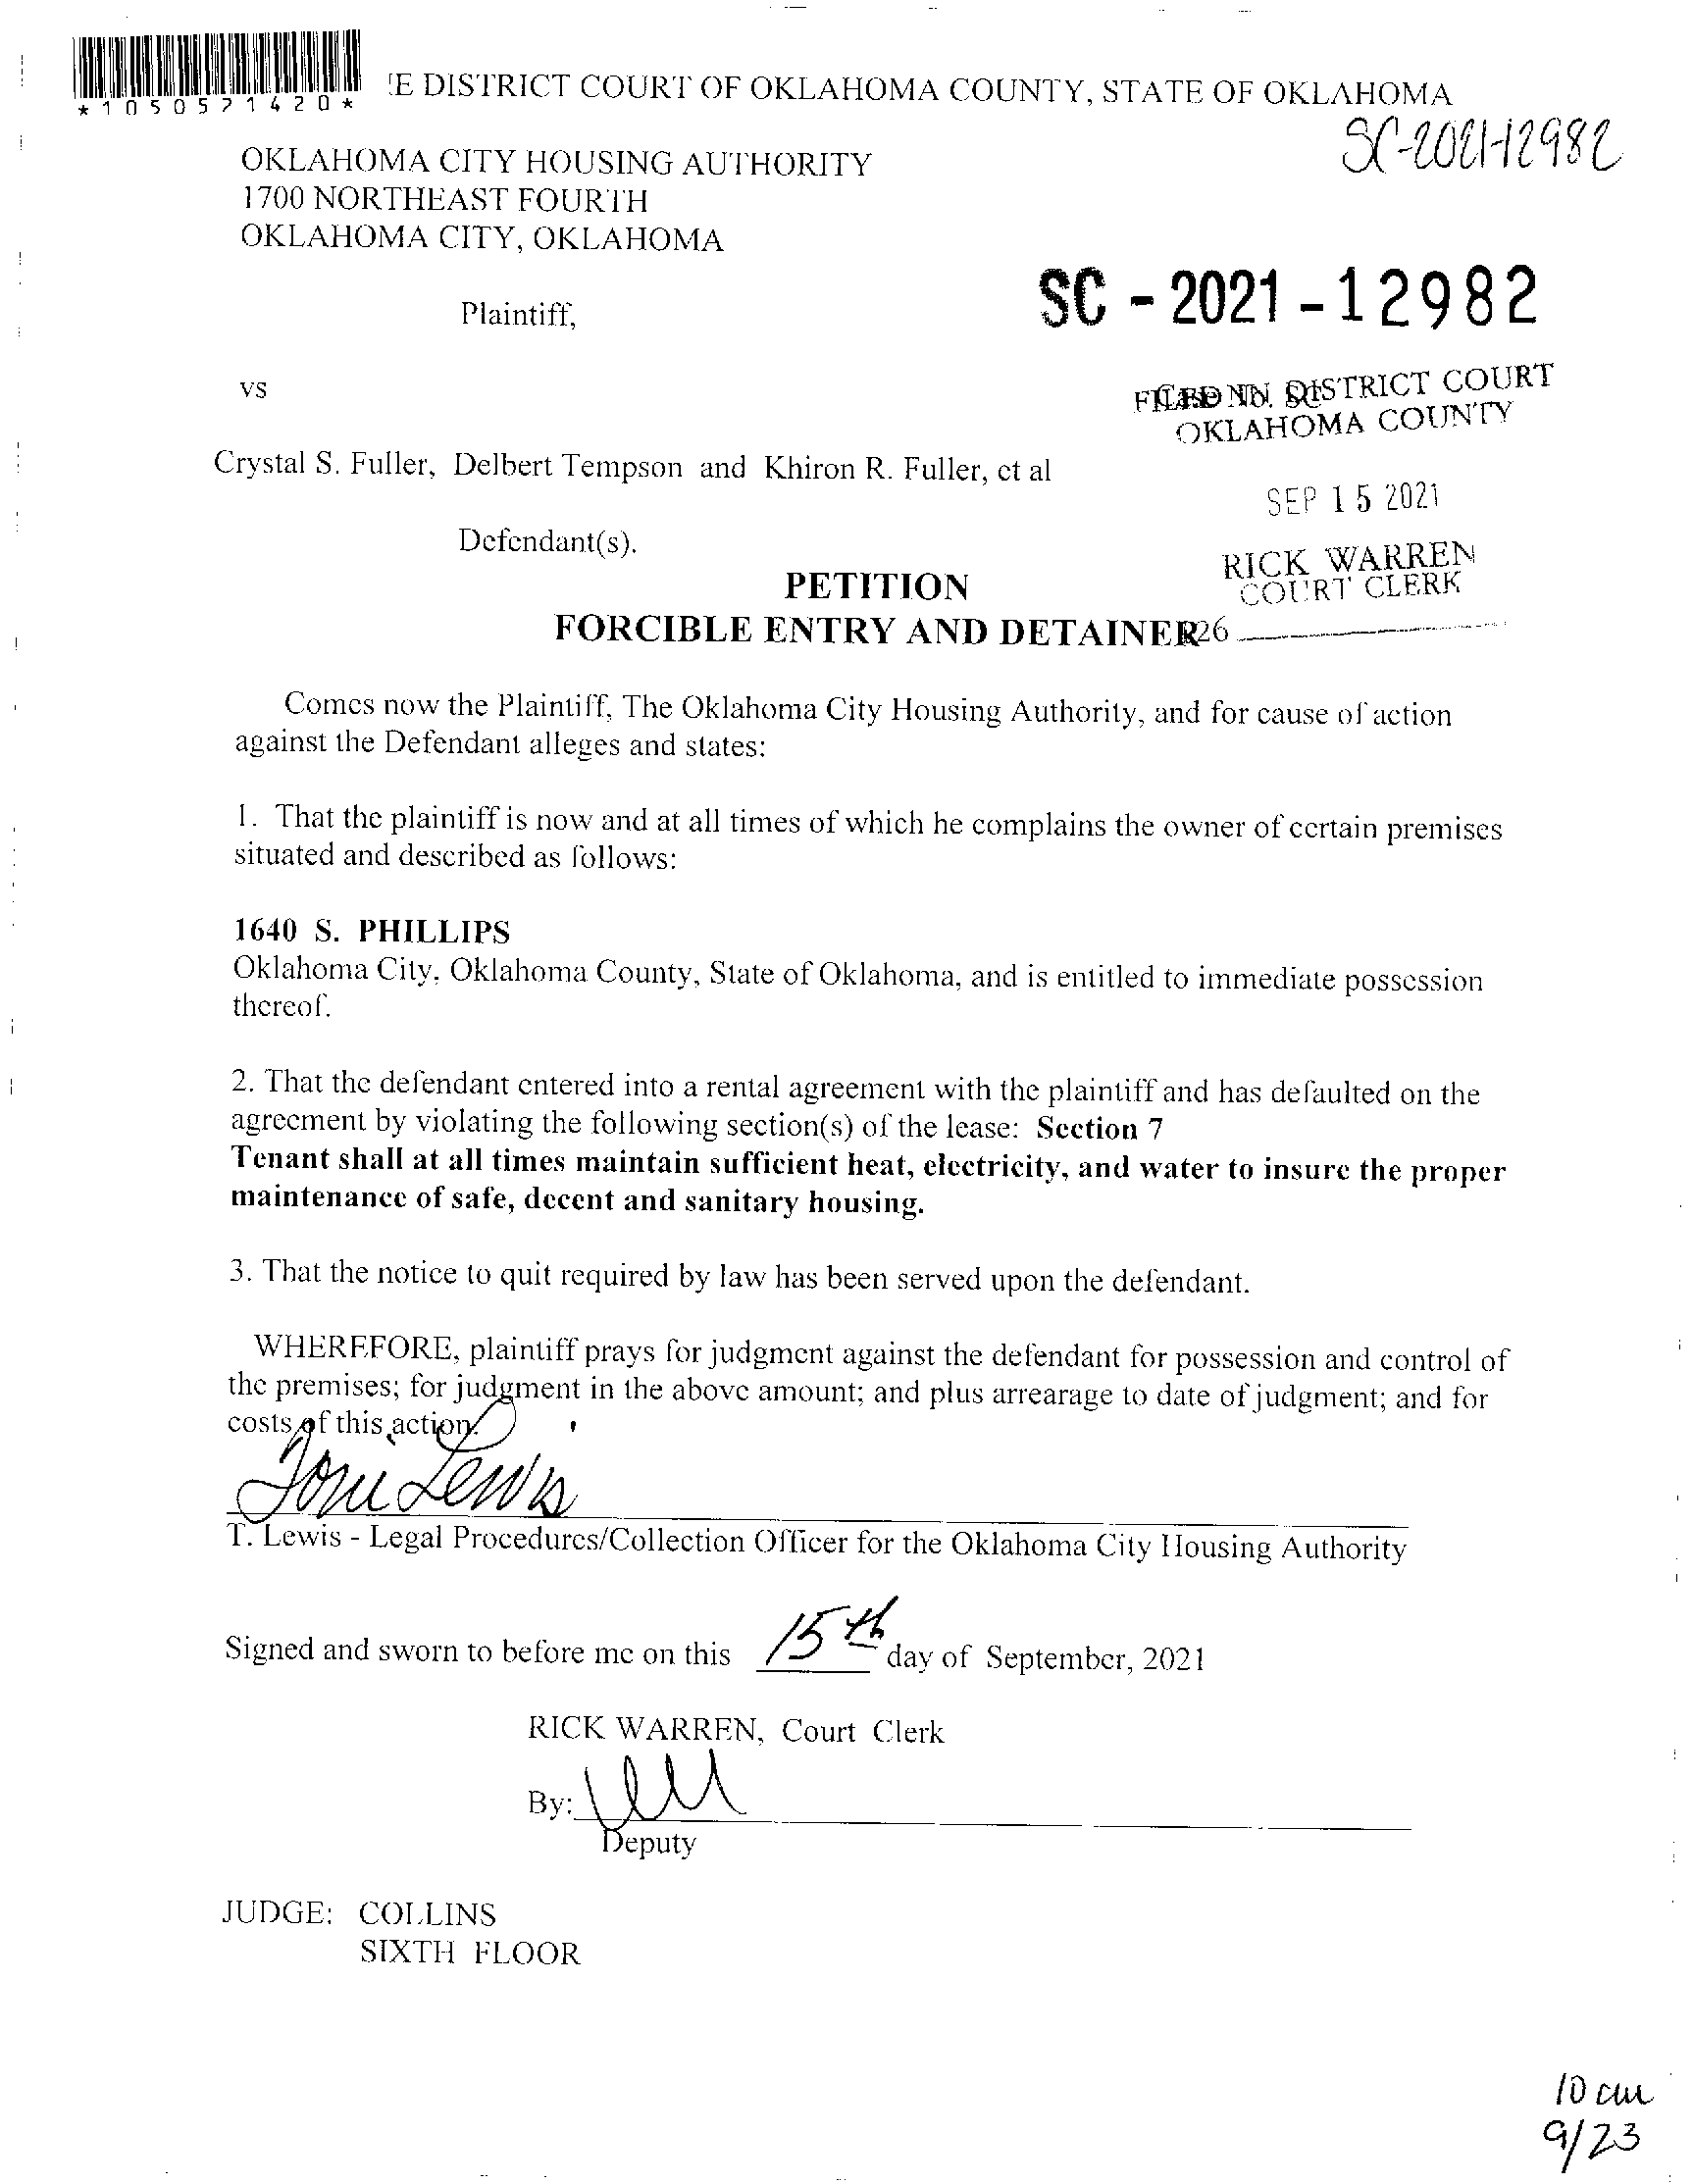 *1050571420*
E DISTRICT COURT OF OKLAHOMA COUNTY, STATE OF OKLAHOMA
SC-2021-12982
OKLAHOMA CITY HOUSING AUTHORITY
1700 NORTHEAST FOURTH
OKLAHOMA CITY, OKLAHOMA
SC - 2021 - 12982
Plaintiff,
vs
Case No. SC
FILED IN DISTRICT COURT
OKLAHOMA COUNTY
Crystal S. Fuller, Delbert Tempson and Khiron R. Fuller, et al
SEP 15 2021
Defendant(s).
RICK WARREN
COURT CLERK
PETITION
FORCIBLE ENTRY AND DETAINER
26
Comes now the Plaintiff, The Oklahoma City Housing Authority, and for cause of action
against the Defendant alleges and states:
1. That the plaintiff is now and at all times of which he complains the owner of certain premises
situated and described as follows:
1640 S. PHILLIPS
Oklahoma City, Oklahoma County, State of Oklahoma, and is entitled to immediate possession
thereof.
2. That the defendant entered into a rental agreement with the plaintiff and has defaulted on the
agreement by violating the following section(s) of the lease: Section 7
Tenant shall at all times maintain sufficient heat, electricity, and water to insure the proper
maintenance of safe, decent and sanitary housing.
3. That the notice to quit required by law has been served upon the defendant.
WHEREFORE, plaintiff prays for judgment against the defendant for possession and control of
the premises; for judgment in the above amount; and plus arrearage to date of judgment; and for
costs of this action.
Toni Lewis
T. Lewis - Legal Procedures/Collection Officer for the Oklahoma City Housing Authority
Signed and sworn to before me on this 15th day of September, 2021
RICK WARREN, Court Clerk
By:
Deputy
JUDGE: COLLINS
SIXTH FLOOR
10 am
9/23